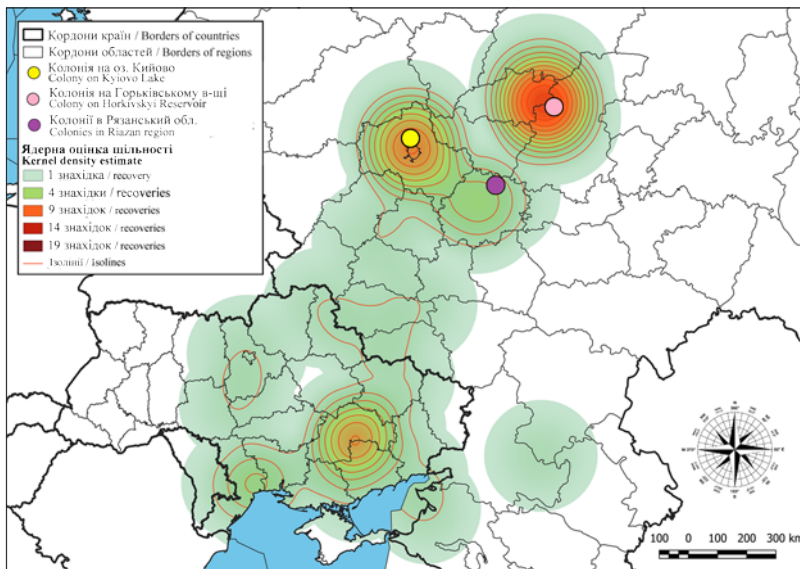 Кордони країн / Borders of countries
Кордони областей / Borders of regions
Колонія на оз. Кийово
Colony on Kyiovo Lake
Колонія на Горьківському в-щі
Colony on Horkivskyi Reservoir
Колонії в Рязанський обл.
Colonies in Riazan region
Ядерна оцінка щільності
Kernel density estimate
1 знахідка / recovery
4 знахідки / recoveries
9 знахідок / recoveries
14 знахідок / recoveries
19 знахідок / recoveries
Ізолінії / Isolines
100 0 100 200 300 km